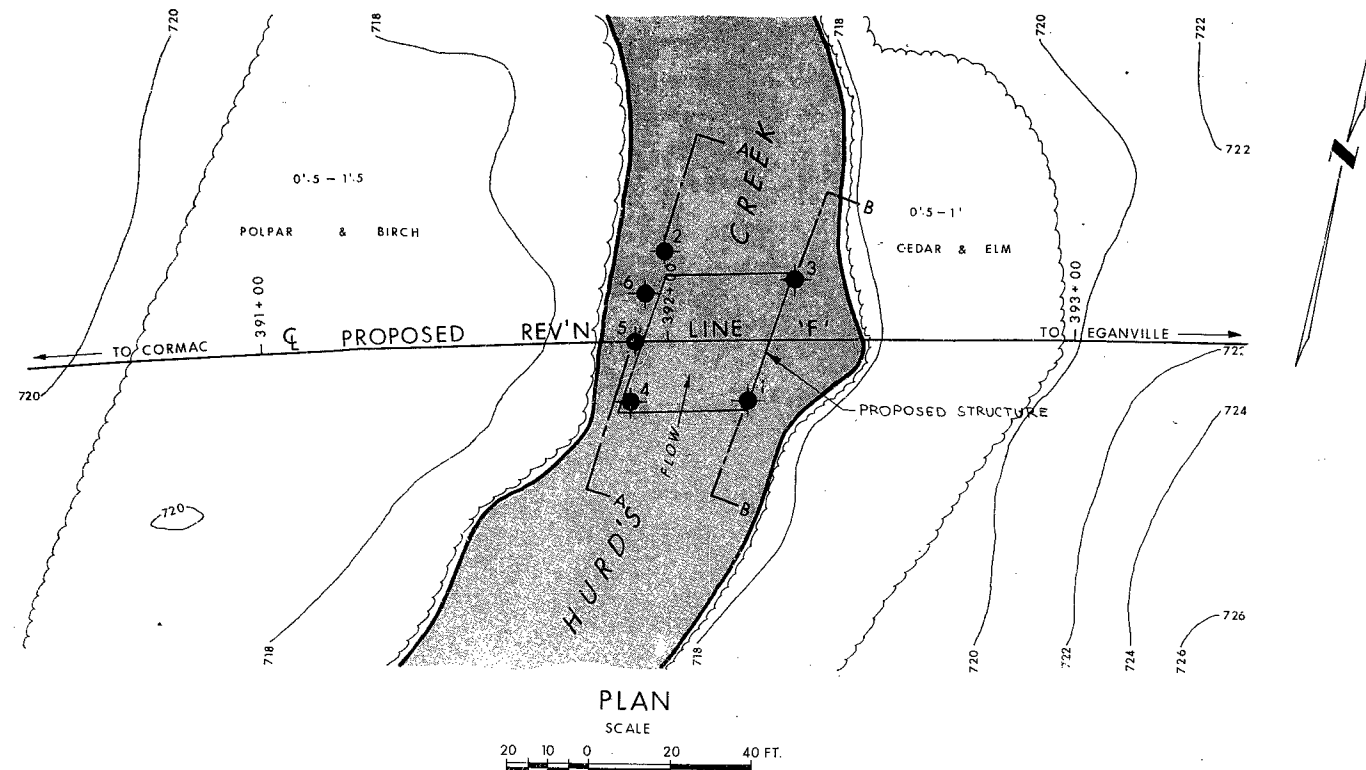 720
718
718
720
722
A
0'.5 – 1'.5
CREEK
722
POLPAR & BIRCH
B
0'.5 – 1'
CEDAR & ELM
2
3
6
391 + 00
392 + 00
393 + 00
5
℄ PROPOSED REV'N LINE 'F'
TO CORMAC
TO EGANVILLE
720
4
724
PROPOSED STRUCTURE
FLOW
A
B
720
HURD'S
726
718
718
720
722
724
726
PLAN
SCALE
20 10 0 20 40 FT.